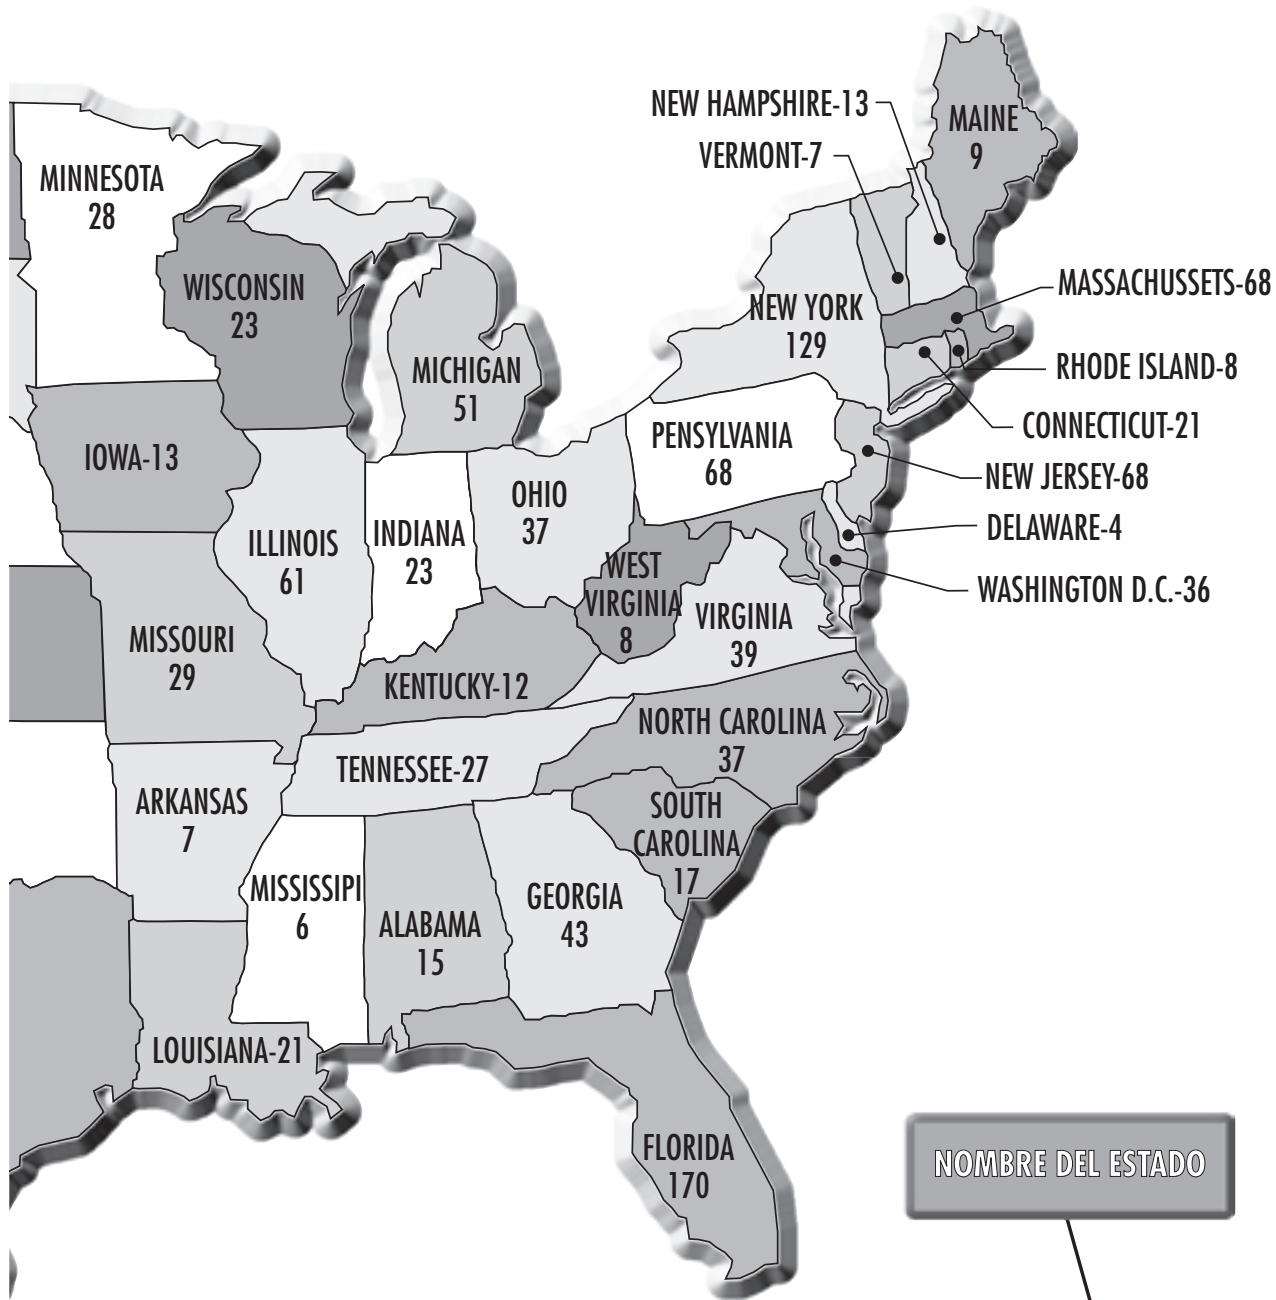 NEW HAMPSHIRE-13
MAINE
9
VERMONT-7
MINNESOTA
28
WISCONSIN
23
MASSACHUSSETS-68
NEW YORK
129
MICHIGAN
51
RHODE ISLAND-8
CONNECTICUT-21
PENSYLVANIA
68
IOWA-13
NEW JERSEY-68
OHIO
37
DELAWARE-4
INDIANA
23
ILLINOIS
61
WEST
VIRGINIA
8
WASHINGTON D.C.-36
VIRGINIA
39
MISSOURI
29
KENTUCKY-12
NORTH CAROLINA
37
TENNESSEE-27
ARKANSAS
7
SOUTH
CAROLINA
17
MISSISSIPI
6
GEORGIA
43
ALABAMA
15
LOUISIANA-21
FLORIDA
170
NOMBRE DEL ESTADO